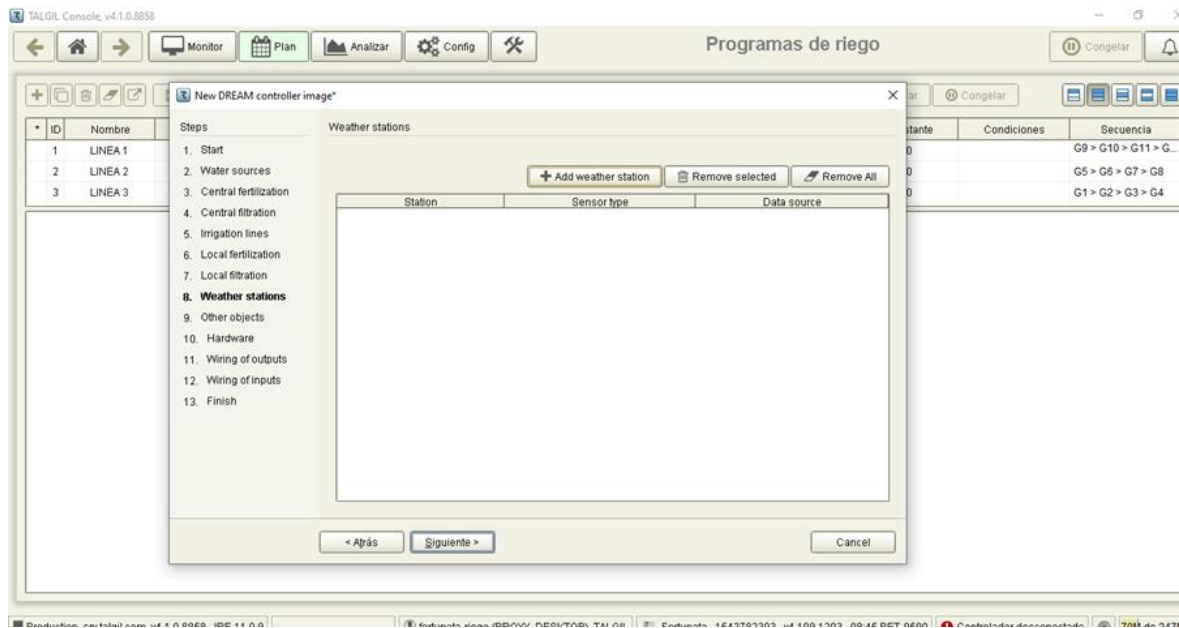 TALGIL Console, v4.1.0.8858
Monitor Plan Analizar Config Programas de riego Congelar
New DREAM controller image* Congelar
* ID Nombre Condiciones Secuencia
1 LINEA 1 G9 > G10 > G11 > G...
2 LINEA 2 G5 > G6 > G7 > G8
3 LINEA 3 G1 > G2 > G3 > G4
Steps
1. Start
2. Water sources
3. Central fertilization
4. Central filtration
5. Irrigation lines
6. Local fertilization
7. Local filtration
8. Weather stations
9. Other objects
10. Hardware
11. Wiring of outputs
12. Wiring of inputs
13. Finish
Weather stations
Add weather station Remove selected Remove All
Station Sensor type Data source
< Atrás Siguiente > Cancel